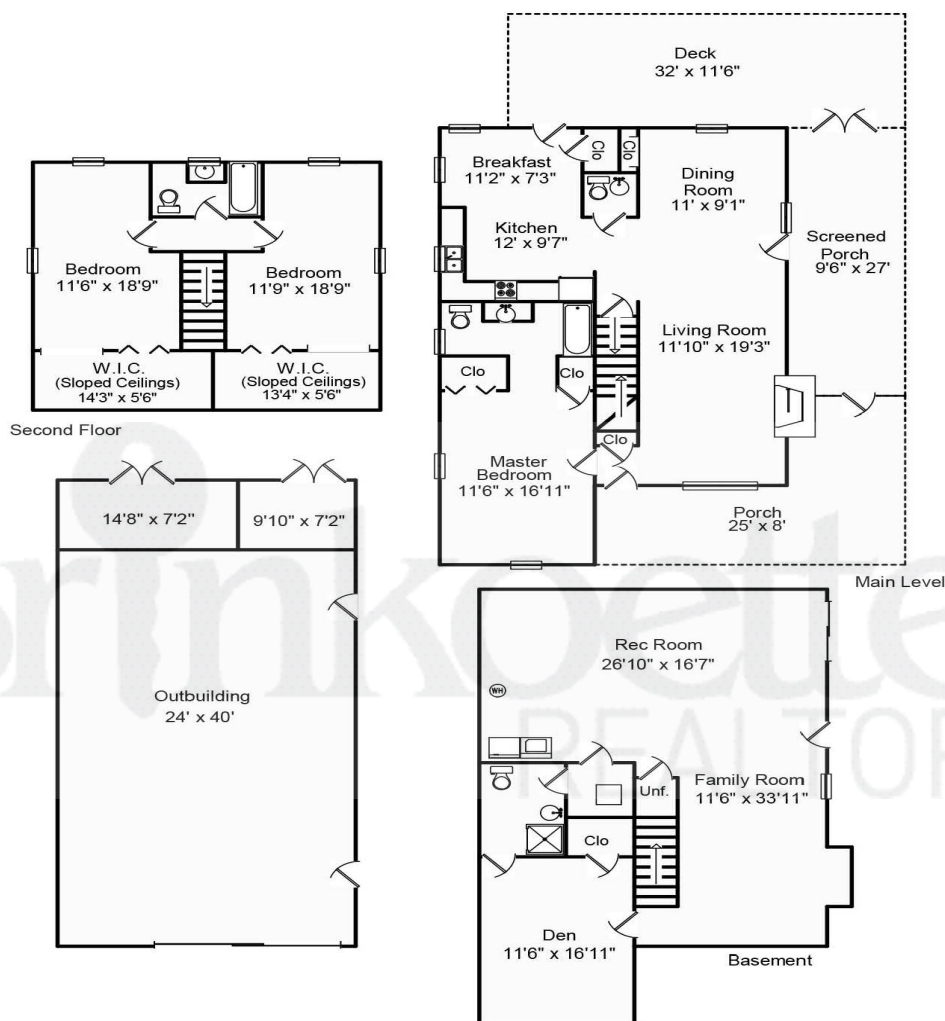 Deck
32' x 11'6"
Breakfast
11'2" x 7'3"
Clo
Clo
Dining
Room
11' x 9'1"
Kitchen
12' x 9'7"
Screened
Porch
9'6" x 27'
Living Room
11'10" x 19'3"
Clo
Clo
Clo
Master
Bedroom
11'6" x 16'11"
Porch
25' x 8'
Main Level
Bedroom
11'6" x 18'9"
Bedroom
11'9" x 18'9"
W.I.C.
(Sloped Ceilings)
14'3" x 5'6"
W.I.C.
(Sloped Ceilings)
13'4" x 5'6"
Second Floor
14'8" x 7'2"
9'10" x 7'2"
Outbuilding
24' x 40'
Rec Room
26'10" x 16'7"
WH
Family Room
11'6" x 33'11"
Unf.
Clo
Den
11'6" x 16'11"
Basement
brinkoette
REALTO